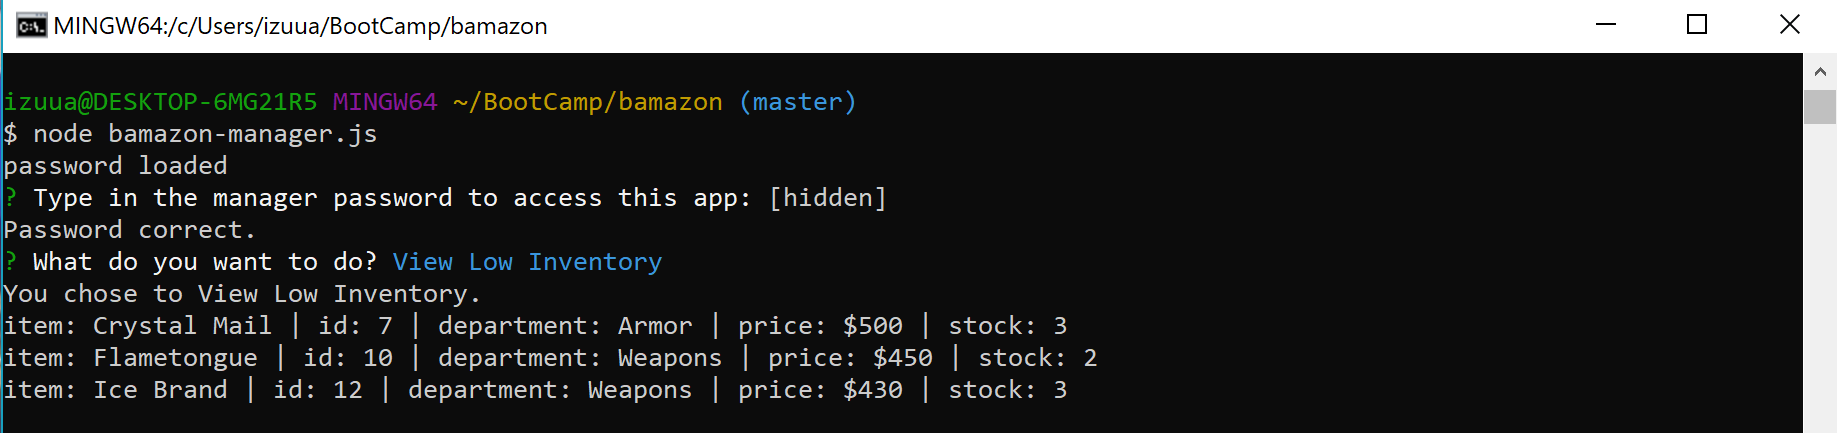 MINGW64:/c/Users/izuua/BootCamp/bamazon
izuua@DESKTOP-6MG21R5 MINGW64 ~/BootCamp/bamazon (master)
$ node bamazon-manager.js
password loaded
? Type in the manager password to access this app: [hidden]
Password correct.
? What do you want to do? View Low Inventory
You chose to View Low Inventory.
item: Crystal Mail | id: 7 | department: Armor | price: $500 | stock: 3
item: Flametongue | id: 10 | department: Weapons | price: $450 | stock: 2
item: Ice Brand | id: 12 | department: Weapons | price: $430 | stock: 3